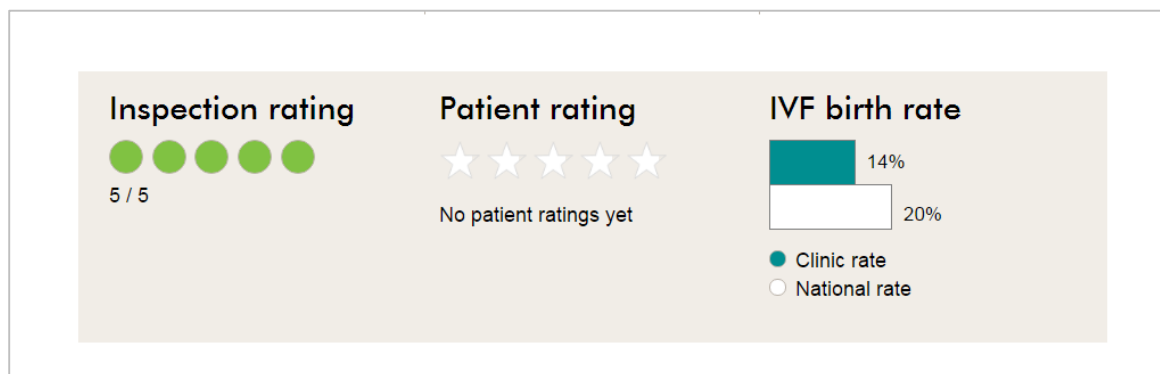 Inspection rating
5 / 5
Patient rating
No patient ratings yet
IVF birth rate
14%
20%
Clinic rate
National rate